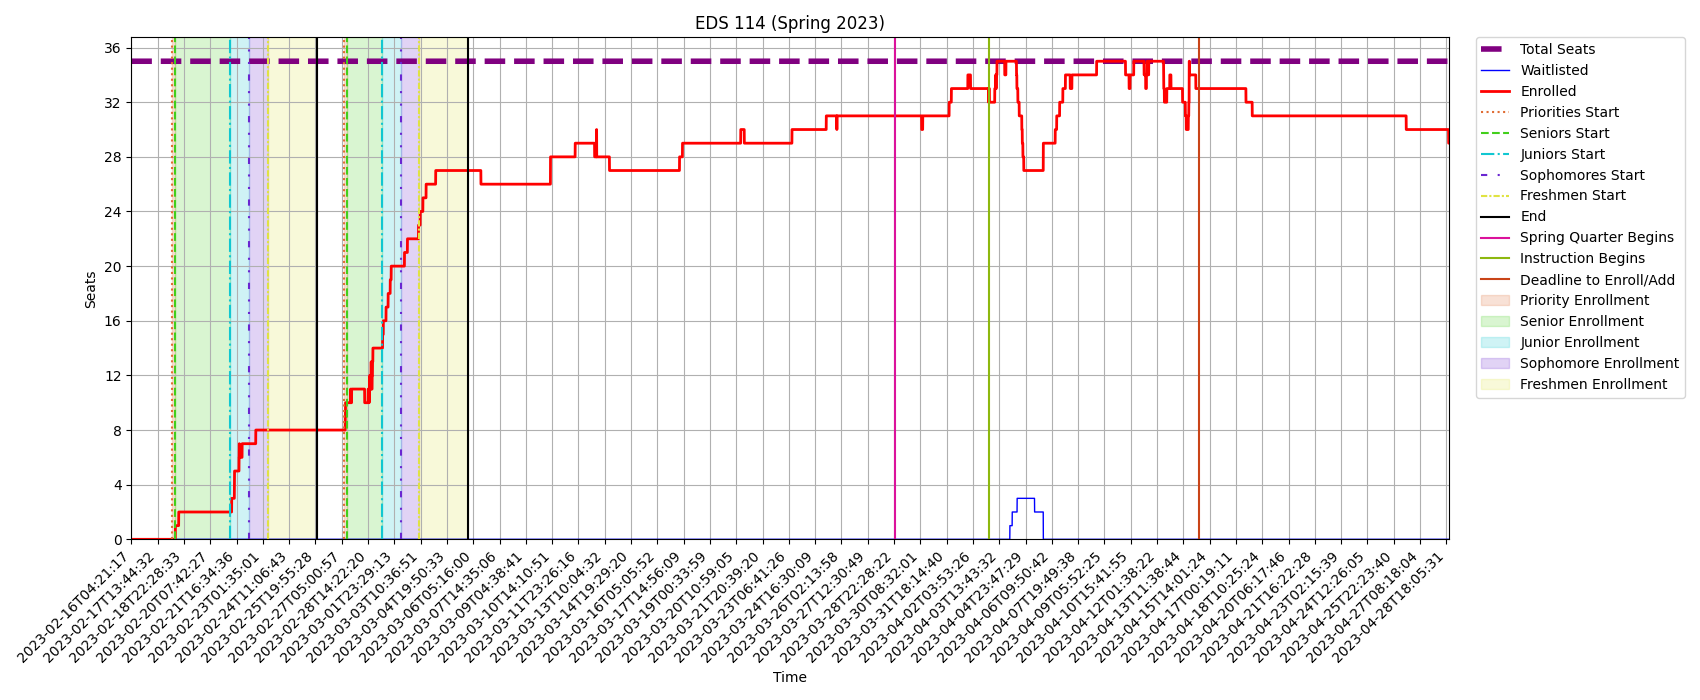 EDS 114 (Spring 2023)
Seats
36
32
28
24
20
16
12
8
4
0
2023-02-16T04:21:17
2023-02-17T13:44:32
2023-02-18T22:28:33
2023-02-20T07:42:27
2023-02-21T16:34:36
2023-02-23T01:35:01
2023-02-24T11:06:43
2023-02-25T19:55:28
2023-02-27T05:00:57
2023-02-28T14:22:20
2023-03-01T23:29:13
2023-03-03T10:36:51
2023-03-04T19:50:33
2023-03-06T05:16:00
2023-03-07T14:35:06
2023-03-09T04:38:41
2023-03-10T14:10:51
2023-03-11T23:26:16
2023-03-13T10:04:32
2023-03-14T19:29:20
2023-03-16T05:05:52
2023-03-17T14:56:09
2023-03-19T00:33:59
2023-03-20T10:59:05
2023-03-21T20:39:20
2023-03-23T06:41:26
2023-03-24T16:30:09
2023-03-26T02:13:58
2023-03-27T12:30:49
2023-03-28T22:28:22
2023-03-30T08:32:01
2023-03-31T18:14:40
2023-04-02T03:53:26
2023-04-03T13:43:32
2023-04-04T23:47:29
2023-04-06T09:50:42
2023-04-07T19:49:38
2023-04-09T05:52:25
2023-04-10T15:41:55
2023-04-12T01:38:22
2023-04-13T11:38:44
2023-04-15T14:01:24
2023-04-17T00:19:11
2023-04-18T10:25:24
2023-04-20T06:17:46
2023-04-21T16:22:28
2023-04-23T02:15:39
2023-04-24T12:26:05
2023-04-25T22:23:40
2023-04-27T08:18:04
2023-04-28T18:05:31
Time
Total Seats
Waitlisted
Enrolled
Priorities Start
Seniors Start
Juniors Start
Sophomores Start
Freshmen Start
End
Spring Quarter Begins
Instruction Begins
Deadline to Enroll/Add
Priority Enrollment
Senior Enrollment
Junior Enrollment
Sophomore Enrollment
Freshmen Enrollment